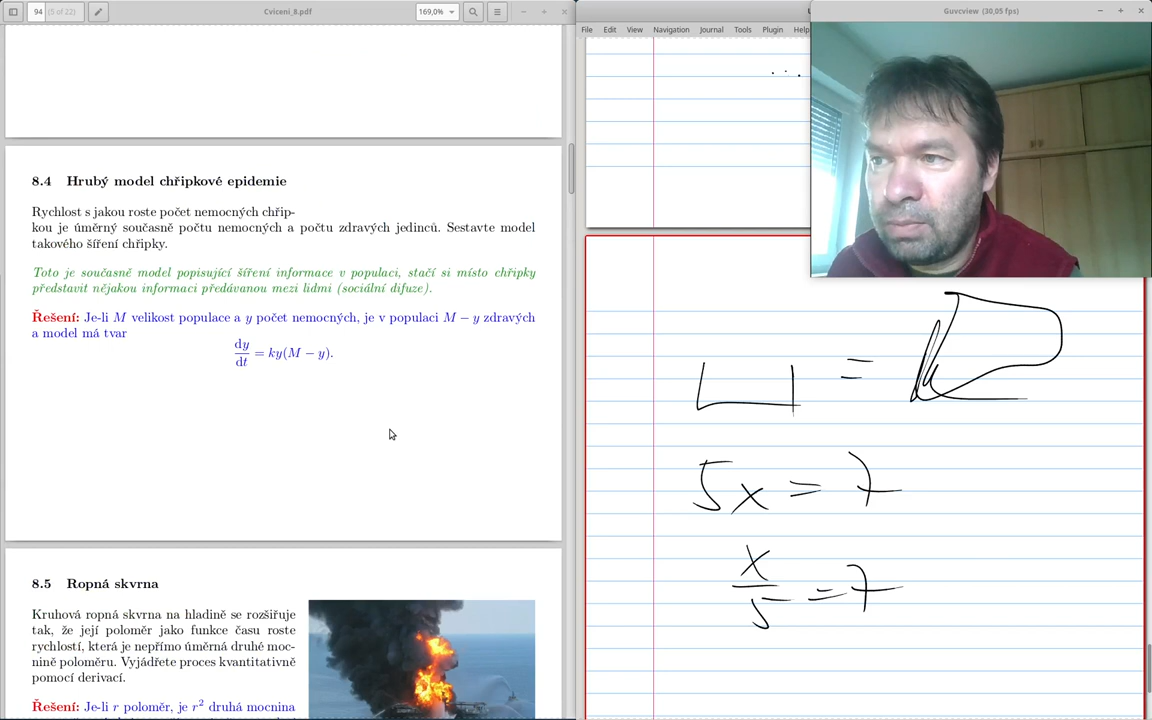 94 (5 of 22)
Cviceni_8.pdf
169,0%
8.4 Hrubý model chřipkové epidemie
Rychlost s jakou roste počet nemocných chřip-
kou je úměrný současně počtu nemocných a počtu zdravých jedinců. Sestavte model
takového šíření chřipky.
Toto je současně model popisující šíření informace v populaci, stačí si místo chřipky
představit nějakou informaci předávanou mezi lidmi (sociální difuze).
Řešení: Je-li M velikost populace a y počet nemocných, je v populaci M − y zdravých
a model má tvar
dy/dt = ky(M − y).
8.5 Ropná skvrna
Kruhová ropná skvrna na hladině se rozšiřuje
tak, že její poloměr jako funkce času roste
rychlostí, která je nepřímo úměrná druhé moc-
nině poloměru. Vyjádřete proces kvantitativně
pomocí derivací.
Řešení: Je-li r poloměr, je r² druhá mocnina
File Edit View Navigation Journal Tools Plugin Help
Guvcview (30,05 fps)
. . .
=
5x = 7
x/5 = 7